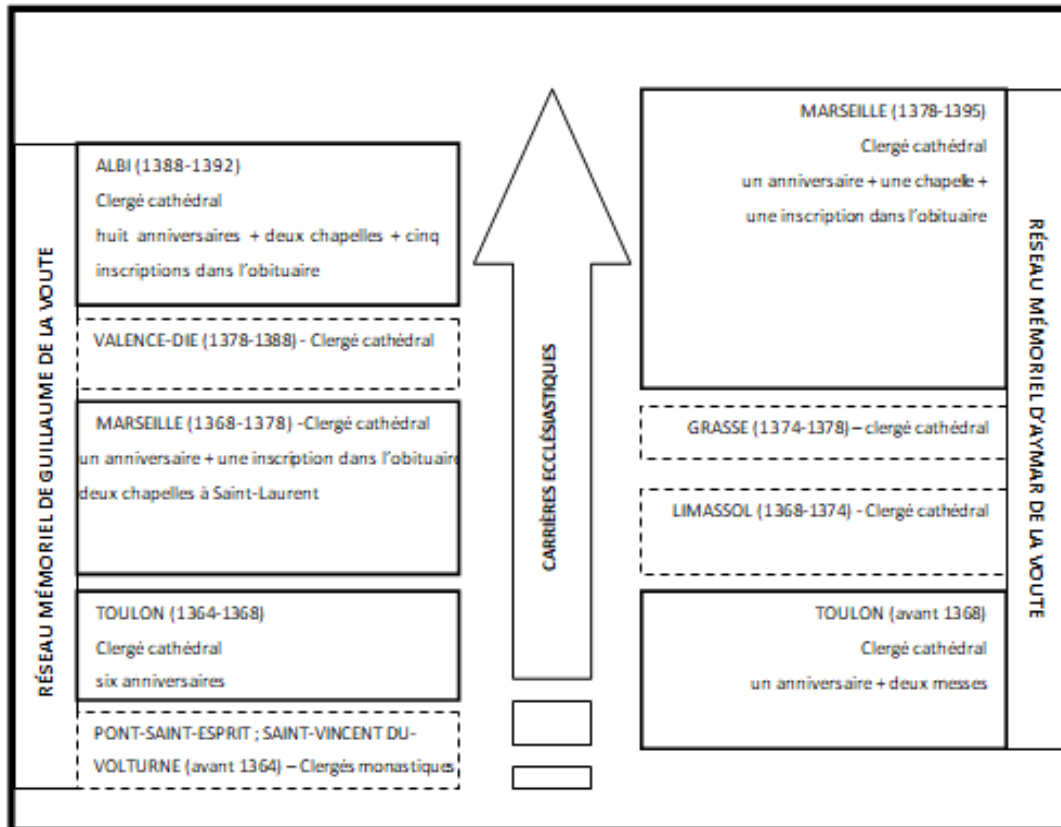 RÉSEAU MÉMORIEL DE GUILLAUME DE LA VOUTE
ALBI (1388-1392)
Clergé cathédral
huit anniversaires + deux chapelles + cinq
inscriptions dans l'obituaire
VALENCE-DIE (1378-1388) - Clergé cathédral
MARSEILLE (1368-1378) -Clergé cathédral
un anniversaire + une inscription dans l'obituaire
deux chapelles à Saint-Laurent
TOULON (1364-1368)
Clergé cathédral
six anniversaires
PONT-SAINT-ESPRIT ; SAINT-VINCENT DU-
VOLTURNE (avant 1364) – Clergés monastiques
CARRIÈRES ECCLÉSIASTIQUES
MARSEILLE (1378-1395)
Clergé cathédral
un anniversaire + une chapelle +
une inscription dans l'obituaire
GRASSE (1374-1378) – clergé cathédral
LIMASSOL (1368-1374) - Clergé cathédral
TOULON (avant 1368)
Clergé cathédral
un anniversaire + deux messes
RÉSEAU MÉMORIEL D'AYMAR DE LA VOUTE